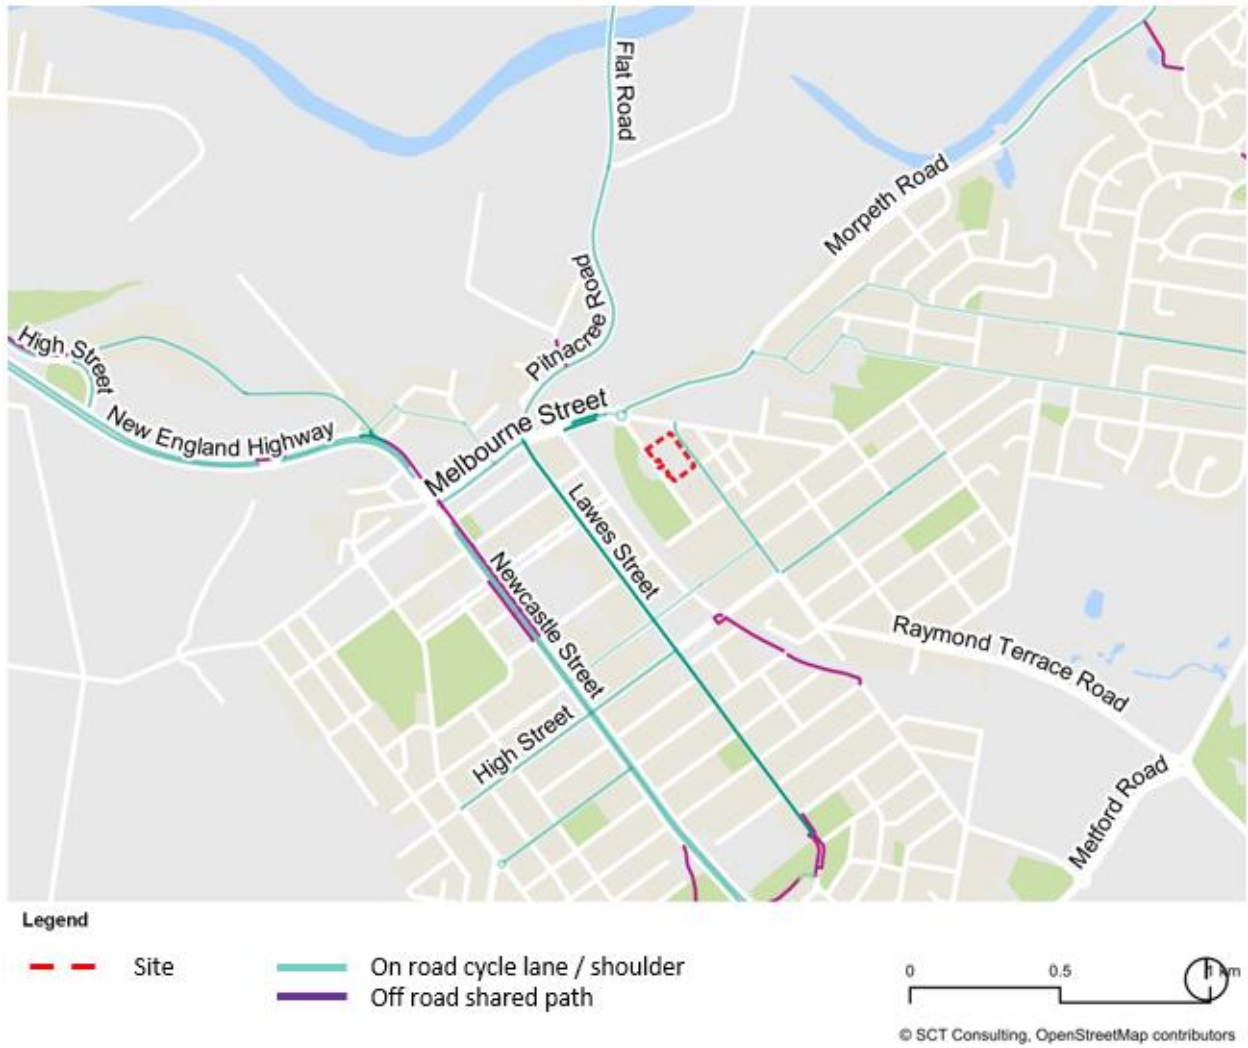 Flat Road
Morpeth Road
Pitnacree Road
High Street
New England Highway
Melbourne Street
Lawes Street
Newcastle Street
Raymond Terrace Road
High Street
Metford Road
Legend
Site
On road cycle lane / shoulder
Off road shared path
0 0.5 1 km
© SCT Consulting, OpenStreetMap contributors